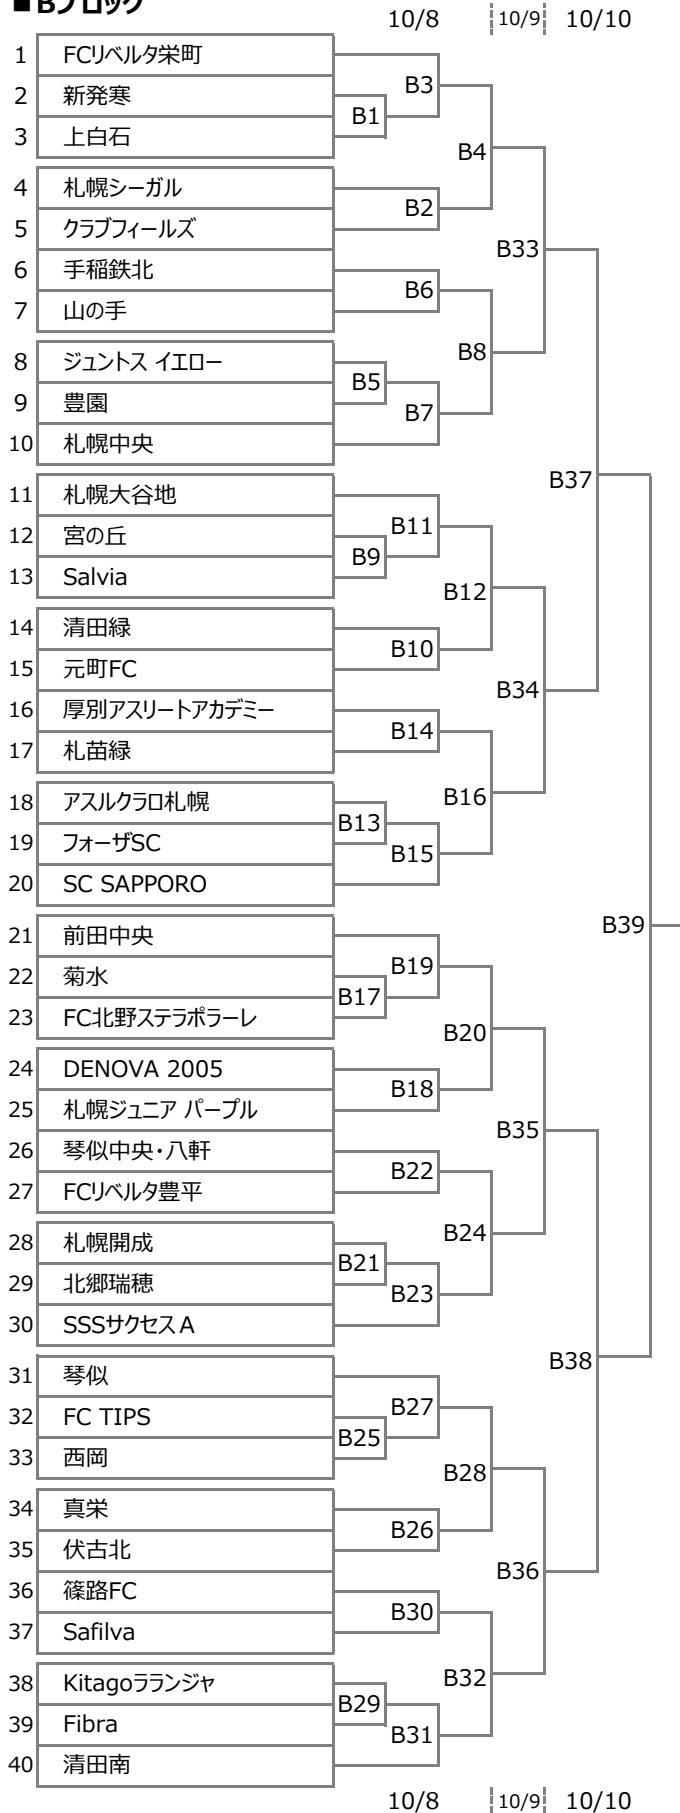 ■Bブロック
10/8 10/9 10/10
1 FCリベルタ栄町
B3
2 新発寒
B1
3 上白石
B4
4 札幌シーガル
B2
5 クラブフィールズ
B33
6 手稲鉄北
B6
7 山の手
B8
8 ジュントス イエロー
B5
9 豊園
B7
10 札幌中央
B37
11 札幌大谷地
B11
12 宮の丘
B9
13 Salvia
B12
14 清田緑
B10
15 元町FC
B34
16 厚別アスリートアカデミー
B14
17 札苗緑
B16
18 アスルクラロ札幌
B13
19 フォーザSC
B15
20 SC SAPPORO
B39
21 前田中央
B19
22 菊水
B17
23 FC北野ステラポラーレ
B20
24 DENOVA 2005
B18
25 札幌ジュニア パープル
B35
26 琴似中央・八軒
B22
27 FCリベルタ豊平
B24
28 札幌開成
B21
29 北郷瑞穂
B23
30 SSSサクセスA
B38
31 琴似
B27
32 FC TIPS
B25
33 西岡
B28
34 真栄
B26
35 伏古北
B36
36 篠路FC
B30
37 Safilva
B32
38 Kitagoラランジャ
B29
39 Fibra
B31
40 清田南
10/8 10/9 10/10